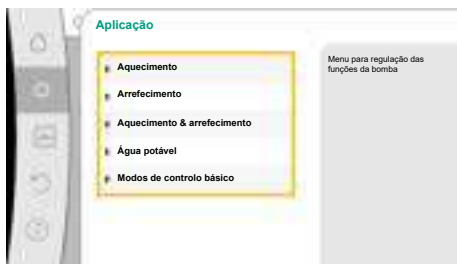 Aplicação
Aquecimento
Arrefecimento
Aquecimento & arrefecimento
Água potável
Modos de controlo básico
Menu para regulação das
funções da bomba